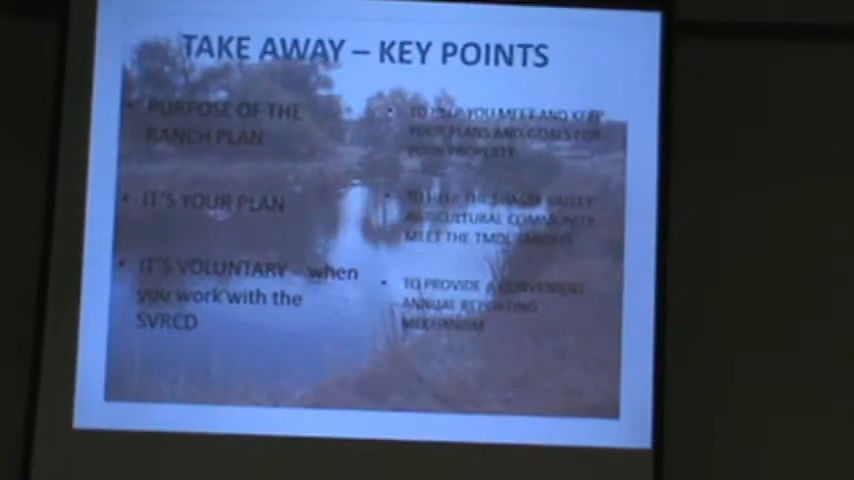 TAKE AWAY – KEY POINTS
• PURPOSE OF THE
RANCH PLAN
• IT'S YOUR PLAN
• IT'S VOLUNTARY – when
you work with the
SVRCD
• TO HELP YOU MEET AND KEEP
YOUR PLANS AND GOALS FOR
YOUR PROPERTY
• TO HELP THE SHASTA VALLEY
AGRICULTURAL COMMUNITY
MEET THE TMDL
• TO PROVIDE A CONVENIENT
ANNUAL REPORTING
MECHANISM